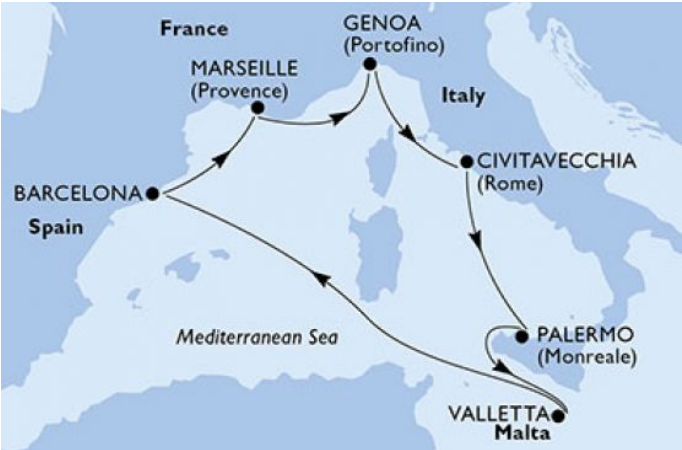 France
GENOA
(Portofino)
MARSEILLE
(Provence)
Italy
CIVITAVECCHIA
(Rome)
BARCELONA
Spain
Mediterranean Sea
PALERMO
(Monreale)
VALLETTA
Malta